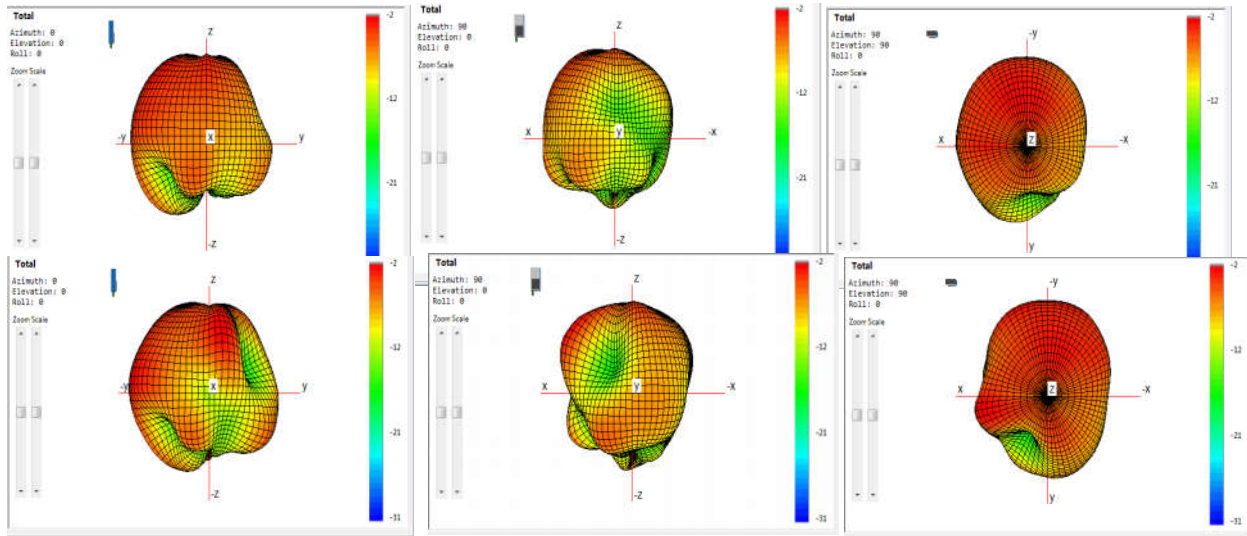 Total
Azimuth: 0
Elevation: 0
Roll: 0
Zoom Scale
z
-y
x
y
-z
-2
-12
-21
Total
Azimuth: 90
Elevation: 0
Roll: 0
Zoom Scale
z
x
y
-x
-z
-2
-12
-21
Total
Azimuth: 90
Elevation: 90
Roll: 0
Zoom Scale
-y
x
z
-x
y
-2
-12
-21
Total
Azimuth: 0
Elevation: 0
Roll: 0
Zoom Scale
z
-y
x
y
-z
-2
-12
-21
-31
Total
Azimuth: 90
Elevation: 0
Roll: 0
Zoom Scale
z
x
y
-x
-z
-2
-12
-21
-31
Total
Azimuth: 90
Elevation: 90
Roll: 0
Zoom Scale
-y
x
z
-x
y
-2
-12
-21
-31